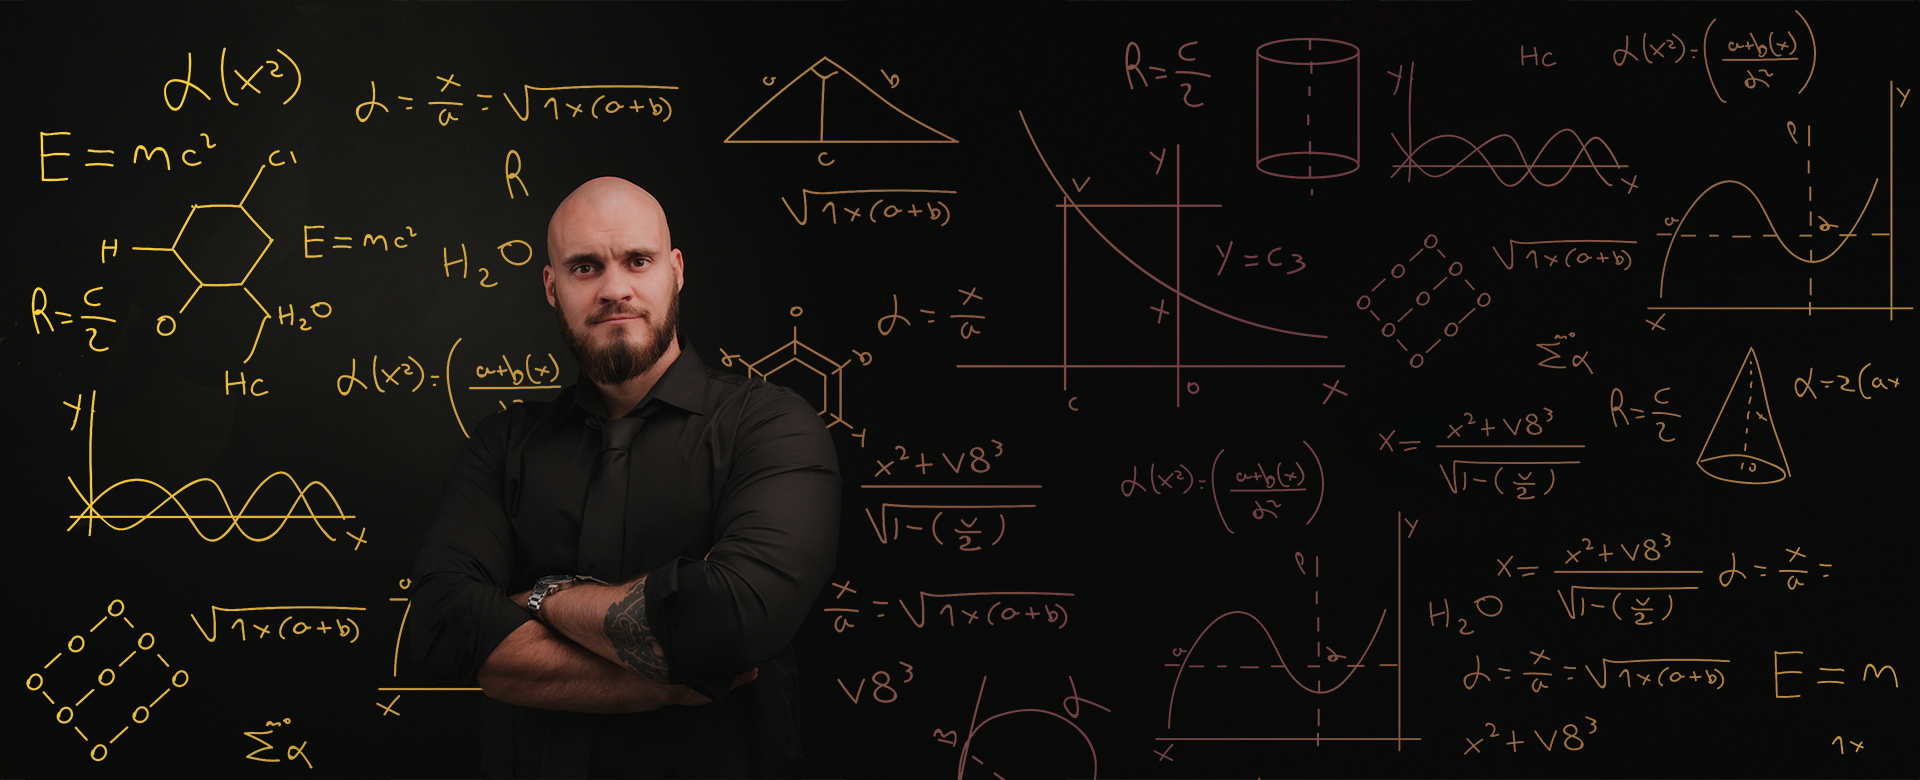 α(x²)
α = x/a = √1x(a+b)
E = mc²
Cl
H
O
H₂O
Hc
R = c/2
E = mc²
R
H₂O
α(x²) = (a+b(x)
y
x
√1x(a+b)
Σα
a
x
a
b
c
√1x(a+b)
α = x/a
o
b
x²+V8³/√1-(v/2)
x/a = √1x(a+b)
V8³
R = c/2
y
v
y = c3
x
o
c
x
y
x
Hc
α(x²) = (a+b(x)/α²)
y
ρ
a
α
x
√1x(a+b)
Σα
R = c/2
10
α = 2(ax
x = x²+V8³/√1-(v/2)
α(x²) = (a+b(x)/α²)
y
ρ
a
α
x
x = x²+V8³/√1-(v/2)
α = x/a =
H₂O
α = x/a = √1x(a+b)
E = m
x²+V8³
1x
α